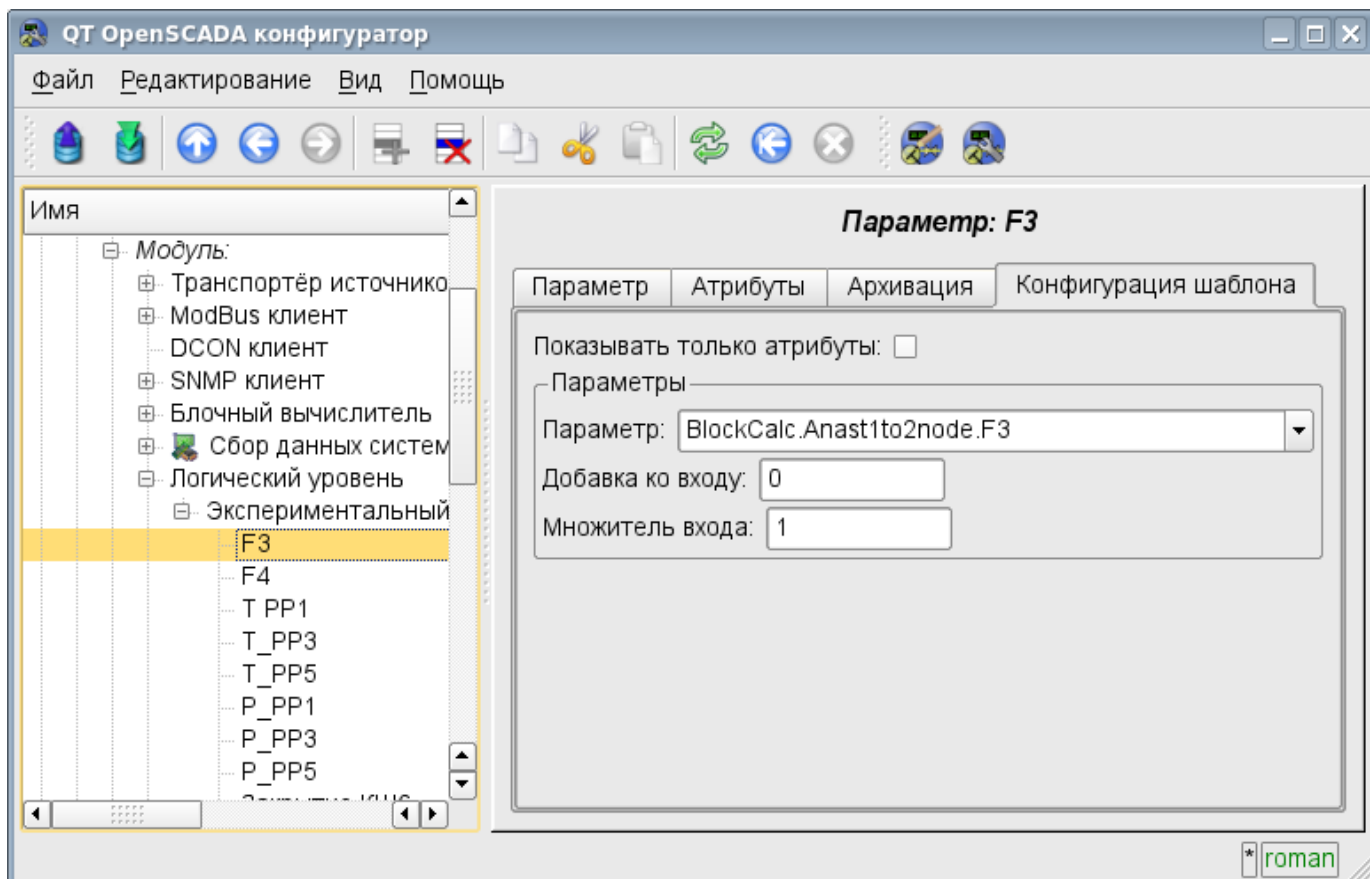 QT OpenSCADA конфигуратор
Файл Редактирование Вид Помощь
Имя
Модуль:
Транспортёр источнико
ModBus клиент
DCON клиент
SNMP клиент
Блочный вычислитель
Сбор данных систем
Логический уровень
Экспериментальный
F3
F4
T PP1
T_PP3
T_PP5
P_PP1
P_PP3
P_PP5
Параметр: F3
Параметр Атрибуты Архивация Конфигурация шаблона
Показывать только атрибуты:
Параметры
Параметр: BlockCalc.Anast1to2node.F3
Добавка ко входу: 0
Множитель входа: 1
* roman